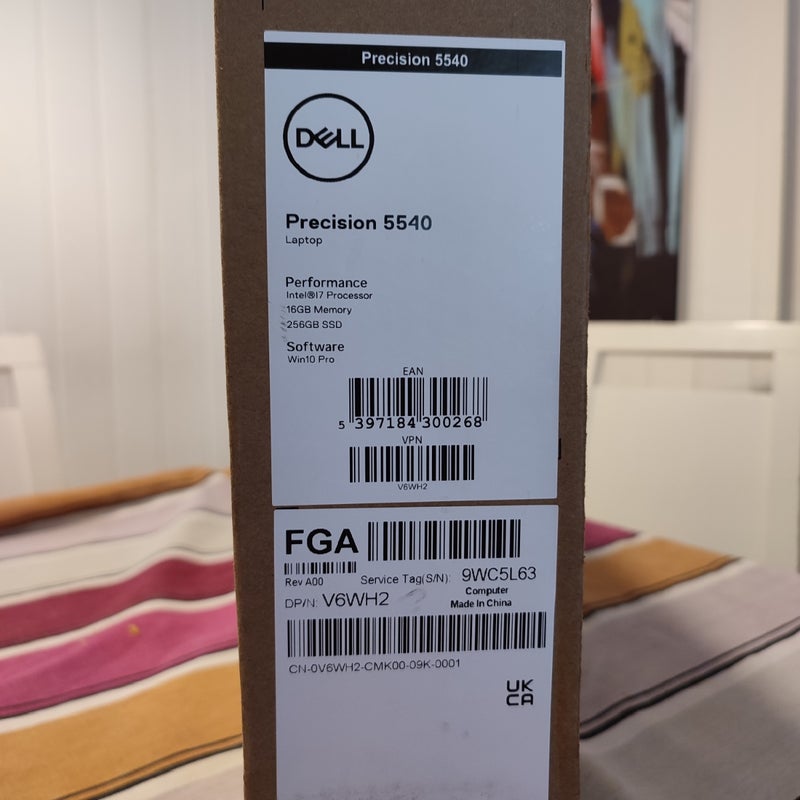 Precision 5540
DELL
Precision 5540
Laptop
Performance
Intel®I7 Processor
16GB Memory
256GB SSD
Software
Win10 Pro
EAN
5 397184 300268
VPN
V6WH2
FGA
Rev A00 Service Tag(S/N): 9WC5L63
DP/N: V6WH2 Computer
Made In China
CN-0V6WH2-CMK00-09K-0001
UK
CA